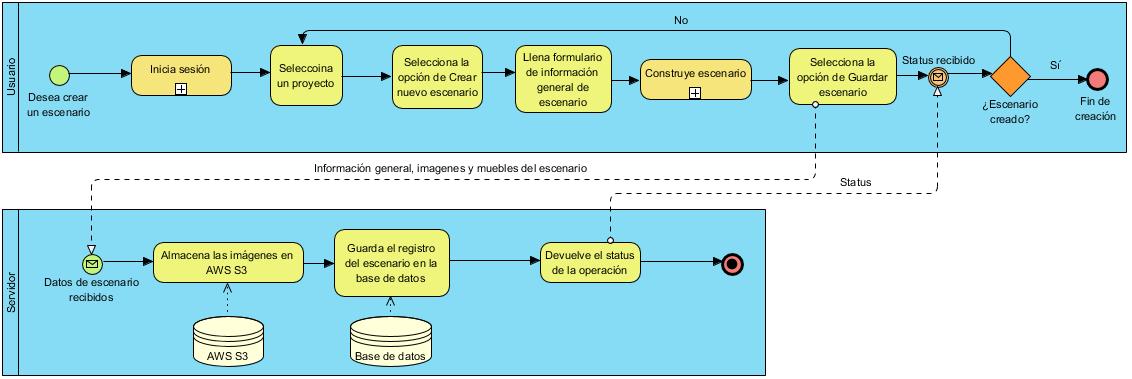 Usuario
No
Desea crear
un escenario
Inicia sesión
Seleccoina
un proyecto
Selecciona la
opción de Crear
nuevo escenario
Llena formulario
de información
general de
escenario
Construye escenario
Selecciona la
opción de Guardar
escenario
Status recibido
¿Escenario
creado?
Sí
Fin de
creación
Información general, imagenes y muebles del escenario
Status
Servidor
Datos de escenario
recibidos
Almacena las imágenes en
AWS S3
Guarda el registro
del escenario en la
base de datos
Devuelve el status
de la operación
AWS S3
Base de datos